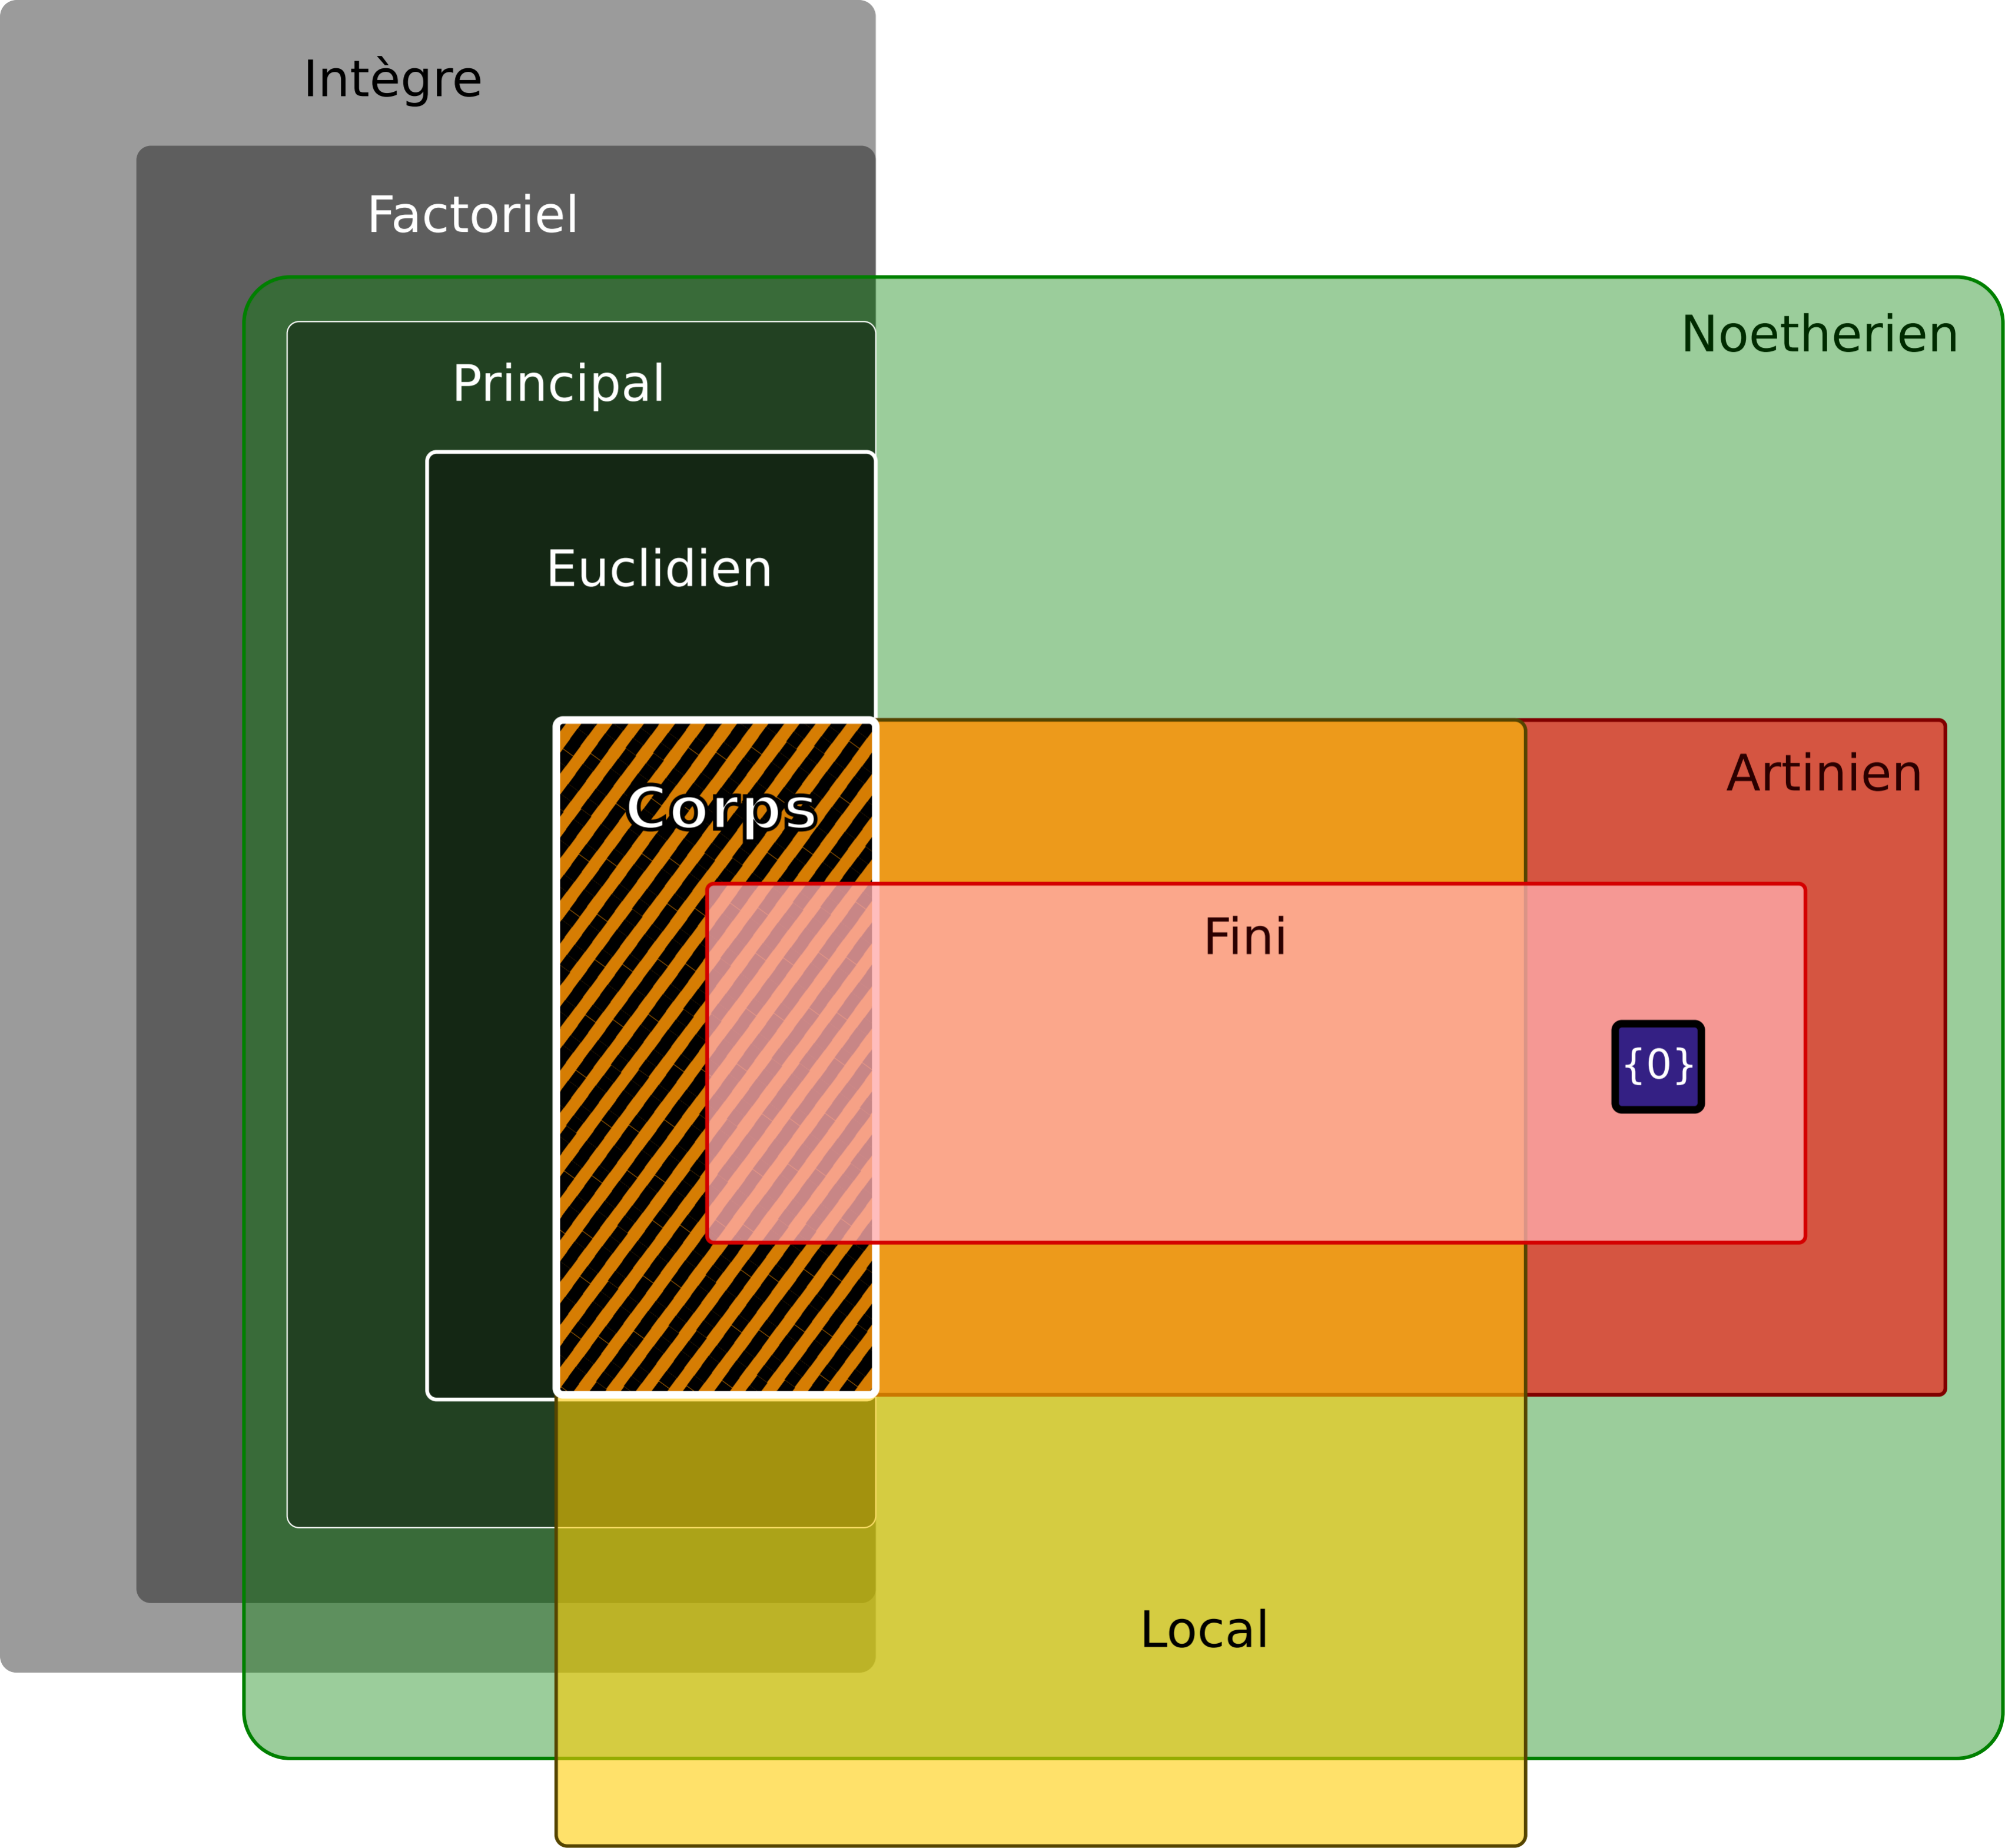 Intègre
Factoriel
Noetherien
Principal
Euclidien
Artinien
Corps
Fini
{0}
Local